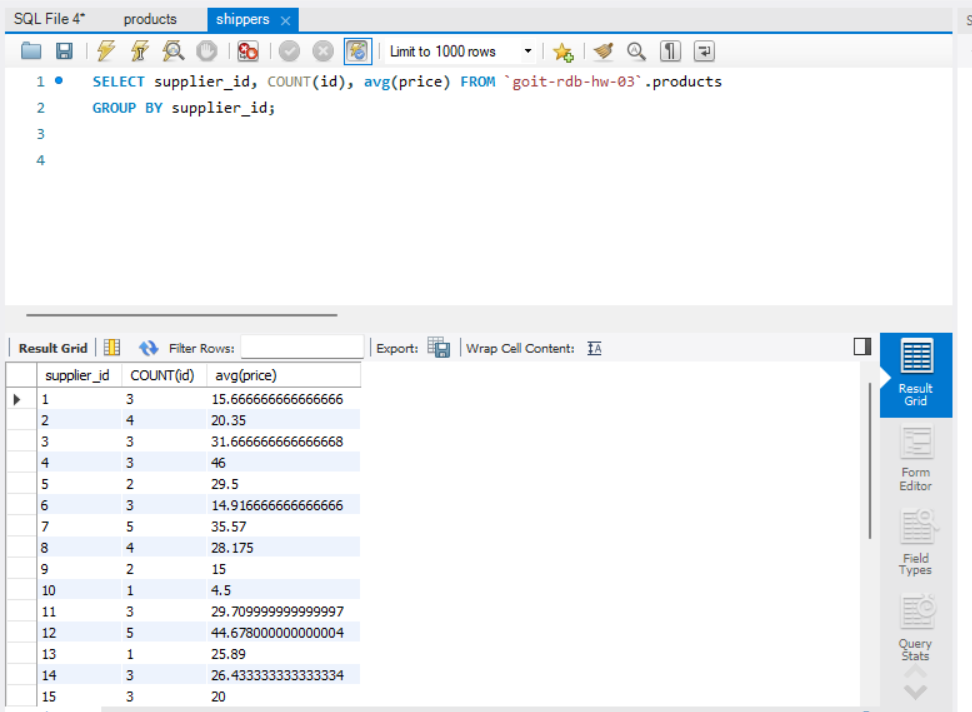 SQL File 4* products shippers ×
Limit to 1000 rows
1 SELECT supplier_id, COUNT(id), avg(price) FROM `goit-rdb-hw-03`.products
2 GROUP BY supplier_id;
3
4
Result Grid Filter Rows: Export: Wrap Cell Content: IA
supplier_id COUNT(id) avg(price)
1 3 15.666666666666666
2 4 20.35
3 3 31.666666666666668
4 3 46
5 2 29.5
6 3 14.916666666666666
7 5 35.57
8 4 28.175
9 2 15
10 1 4.5
11 3 29.709999999999997
12 5 44.678000000000004
13 1 25.89
14 3 26.433333333333334
15 3 20
Result
Grid
Form
Editor
Field
Types
Query
Stats